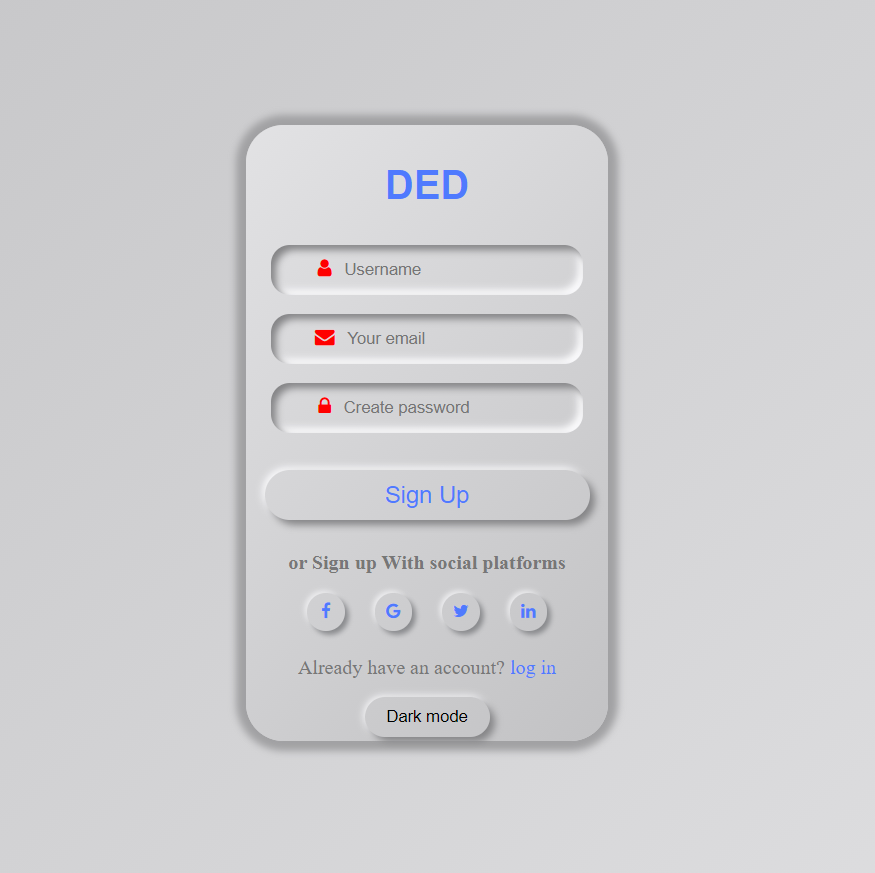 DED
Username
Your email
Create password
Sign Up
or Sign up With social platforms
f G in
Already have an account? log in
Dark mode